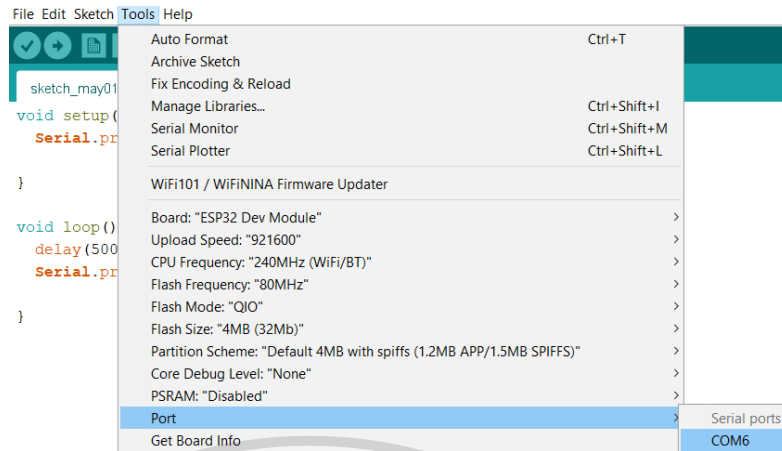 File Edit Sketch Tools Help
Auto Format Ctrl+T
Archive Sketch
sketch_may01 Fix Encoding & Reload
void setup( Manage Libraries... Ctrl+Shift+I
Serial.pr Serial Monitor Ctrl+Shift+M
Serial Plotter Ctrl+Shift+L
} WiFi101 / WiFiNINA Firmware Updater
void loop() Board: "ESP32 Dev Module"
delay(500 Upload Speed: "921600"
Serial.pr CPU Frequency: "240MHz (WiFi/BT)"
Flash Frequency: "80MHz"
} Flash Mode: "QIO"
Flash Size: "4MB (32Mb)"
Partition Scheme: "Default 4MB with spiffs (1.2MB APP/1.5MB SPIFFS)"
Core Debug Level: "None"
PSRAM: "Disabled"
Port Serial ports
Get Board Info COM6